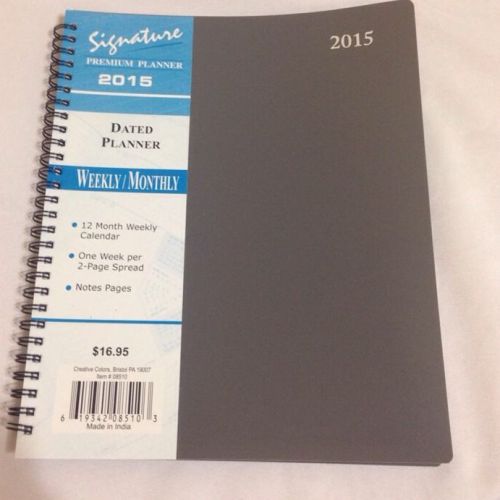 Signature
PREMIUM PLANNER
2015
2015
DATED
PLANNER
WEEKLY/MONTHLY
• 12 Month Weekly
Calendar
• One Week per
2-Page Spread
• Notes Pages
$16.95
Creative Colors, Bristol PA 19007
Item # 08510
6 19342 08510 3
Made in India